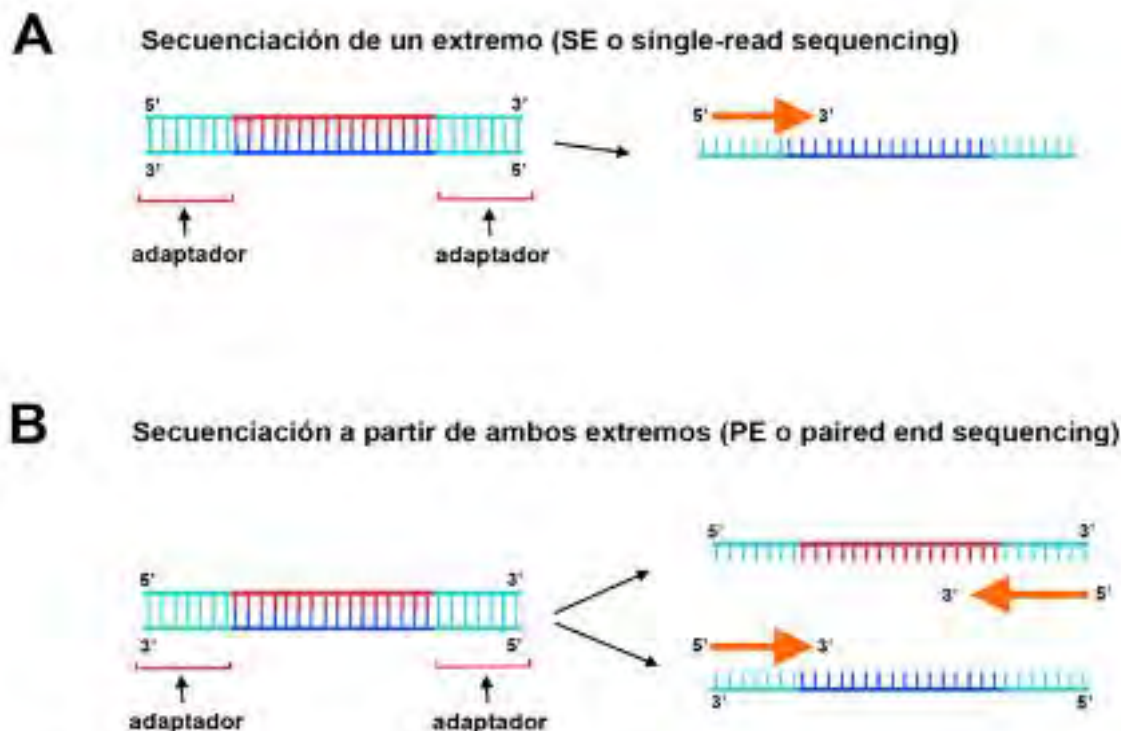 A
Secuenciación de un extremo (SE o single-read sequencing)
5' 3' 5' 3'
3' 5'
adaptador adaptador
B
Secuenciación a partir de ambos extremos (PE o paired end sequencing)
5' 3'
5' 3' 3' 5'
3' 5' 5' 3'
3' 5'
adaptador adaptador